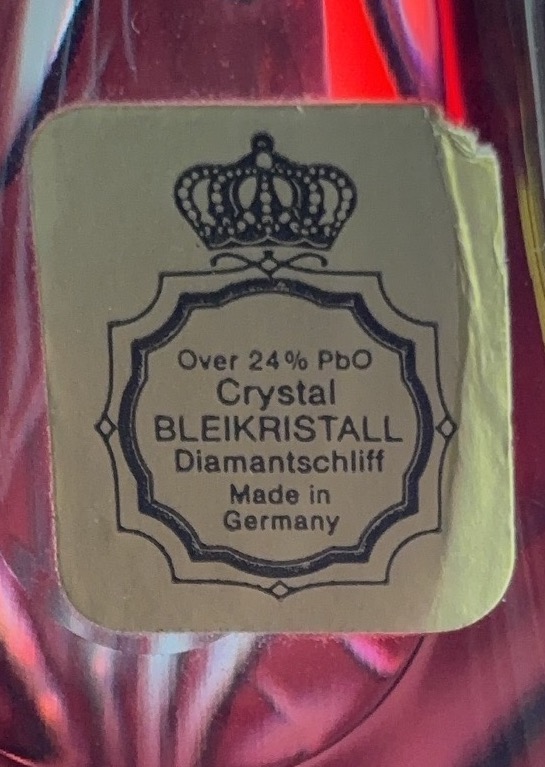 Over 24% PbO
Crystal
BLEIKRISTALL
Diamantschliff
Made in
Germany